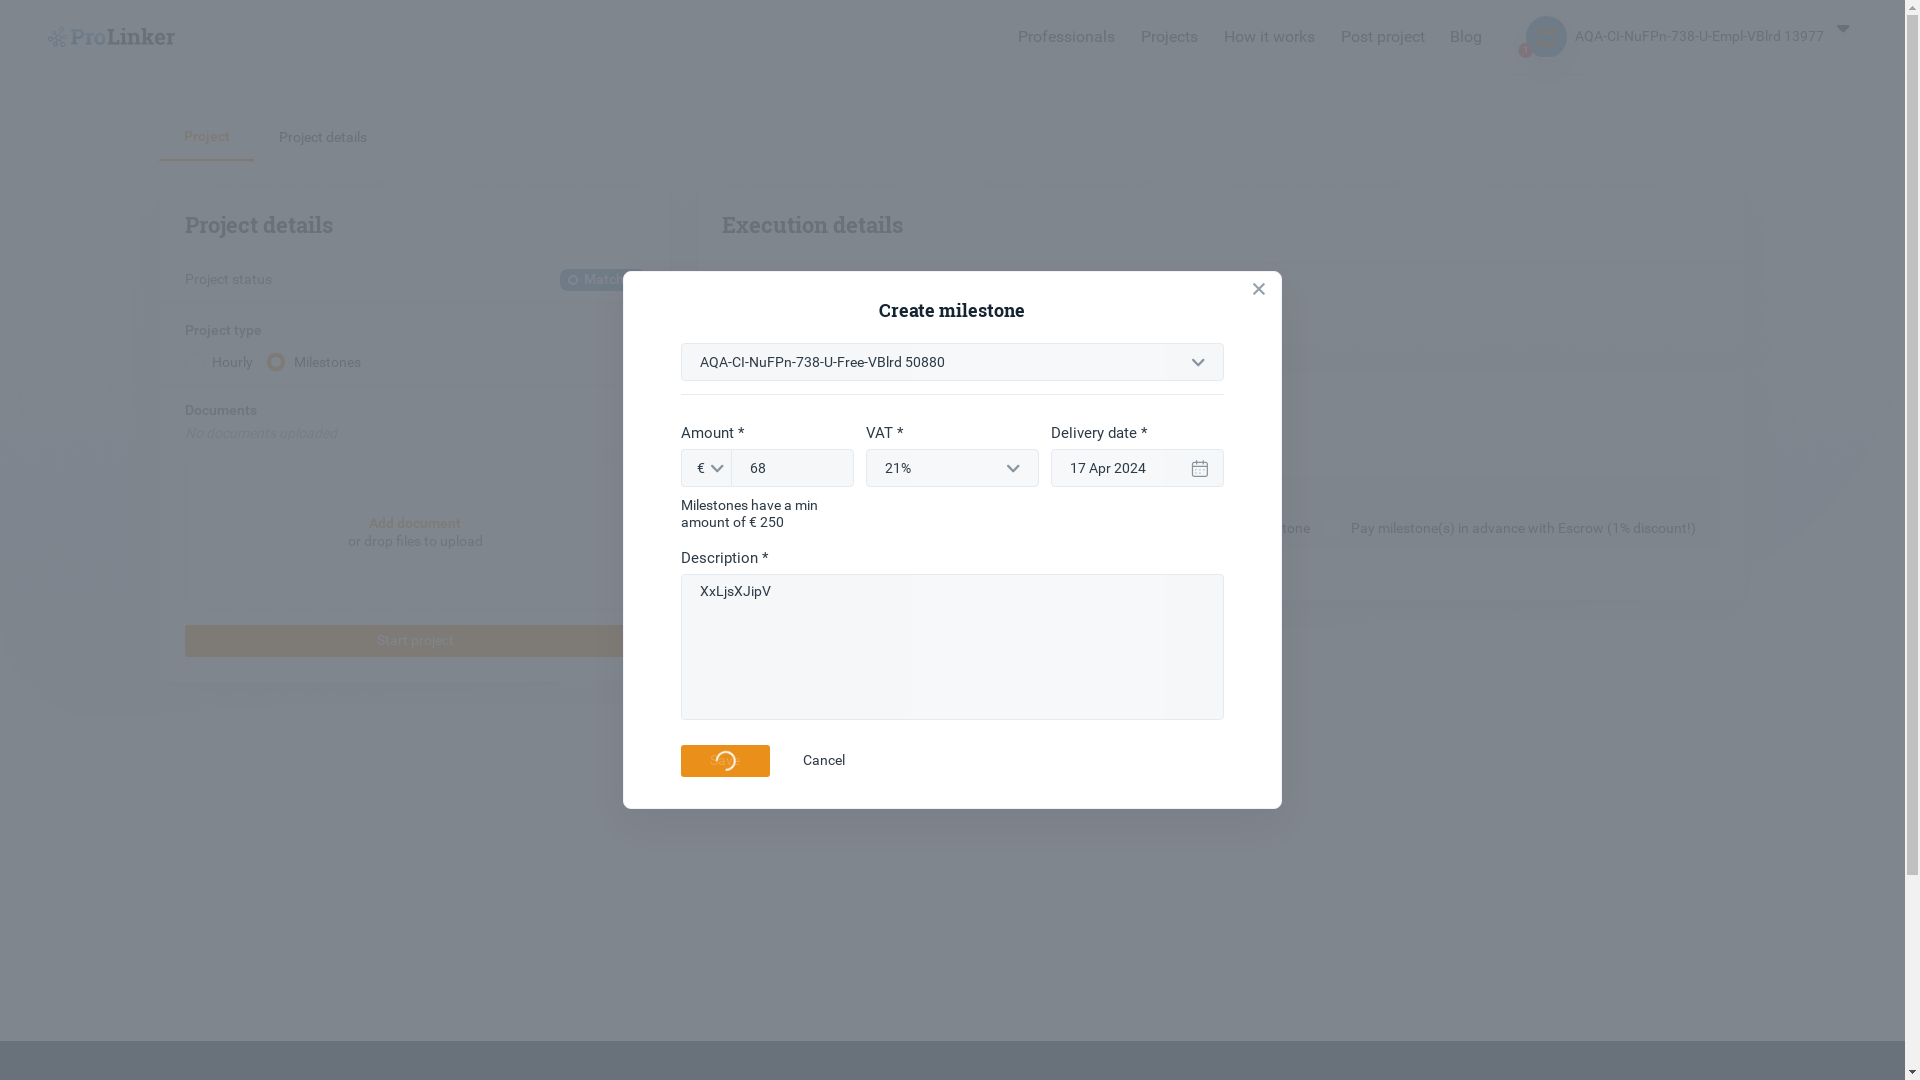 ProLinker
Professionals
Projects
How it works
Post project
Blog
AQA-CI-NuFPn-738-U-Empl-VBlrd 13977
Project
Project details
Project details
Execution details
Project status
Project type
Hourly
Milestones
Documents
No documents uploaded
Add document
or drop files to upload
Start project
Pay milestone(s) in advance with Escrow (1% discount!)
Create milestone
AQA-CI-NuFPn-738-U-Free-VBlrd 50880
Amount *
VAT *
Delivery date *
€
68
21%
17 Apr 2024
Milestones have a min
amount of € 250
Description *
XxLjsXJipV
Save
Cancel